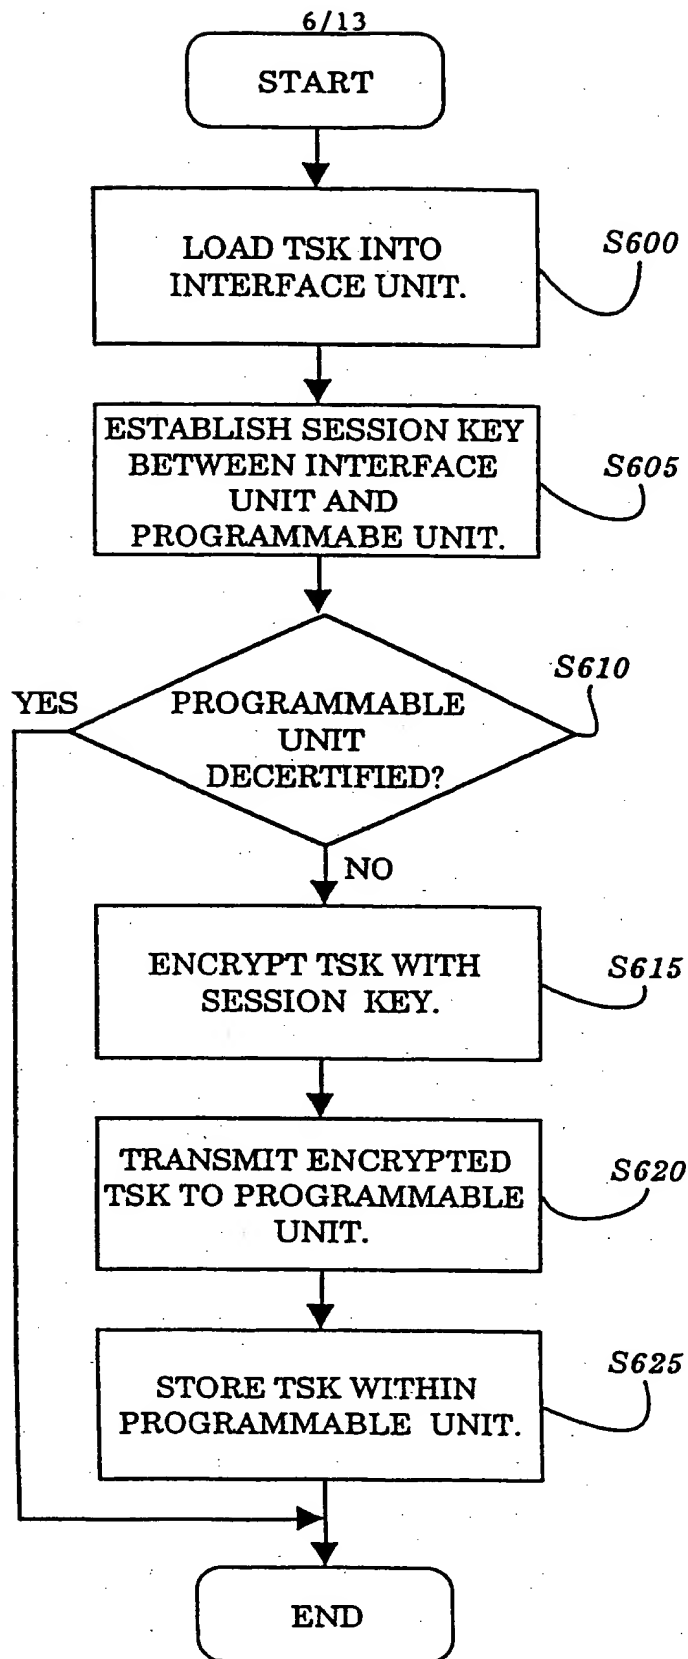 6/13
START
LOAD TSK INTO
INTERFACE UNIT.
S600
ESTABLISH SESSION KEY
BETWEEN INTERFACE
UNIT AND
PROGRAMMABE UNIT.
S605
PROGRAMMABLE
UNIT
DECERTIFIED?
S610
YES
NO
ENCRYPT TSK WITH
SESSION KEY.
S615
TRANSMIT ENCRYPTED
TSK TO PROGRAMMABLE
UNIT.
S620
STORE TSK WITHIN
PROGRAMMABLE UNIT.
S625
END